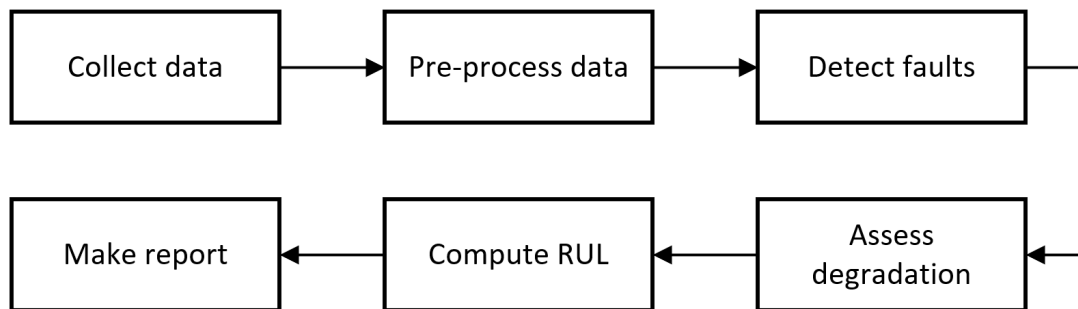 Collect data
Pre-process data
Detect faults
Assess
degradation
Compute RUL
Make report